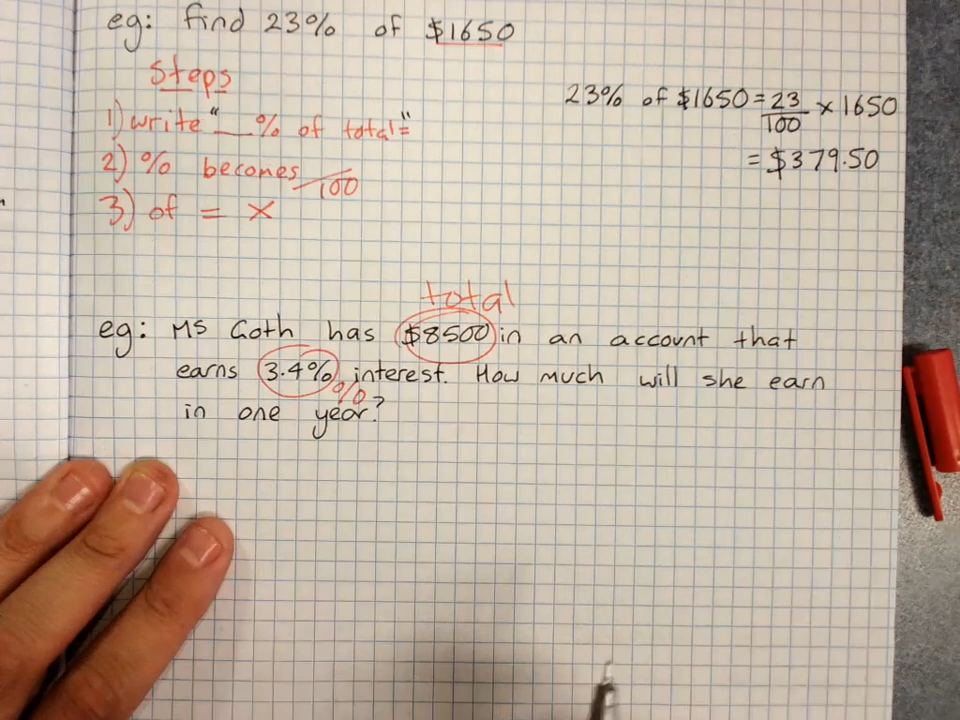 eg: find 23% of $1650
Steps
1) write "__% of total="
2) % becomes /100
3) of = ×
23% of $1650 = 23/100 × 1650
= $379.50
total
eg: Ms Goth has $8500 in an account that
earns 3.4% interest. How much will she earn
%
in one year?